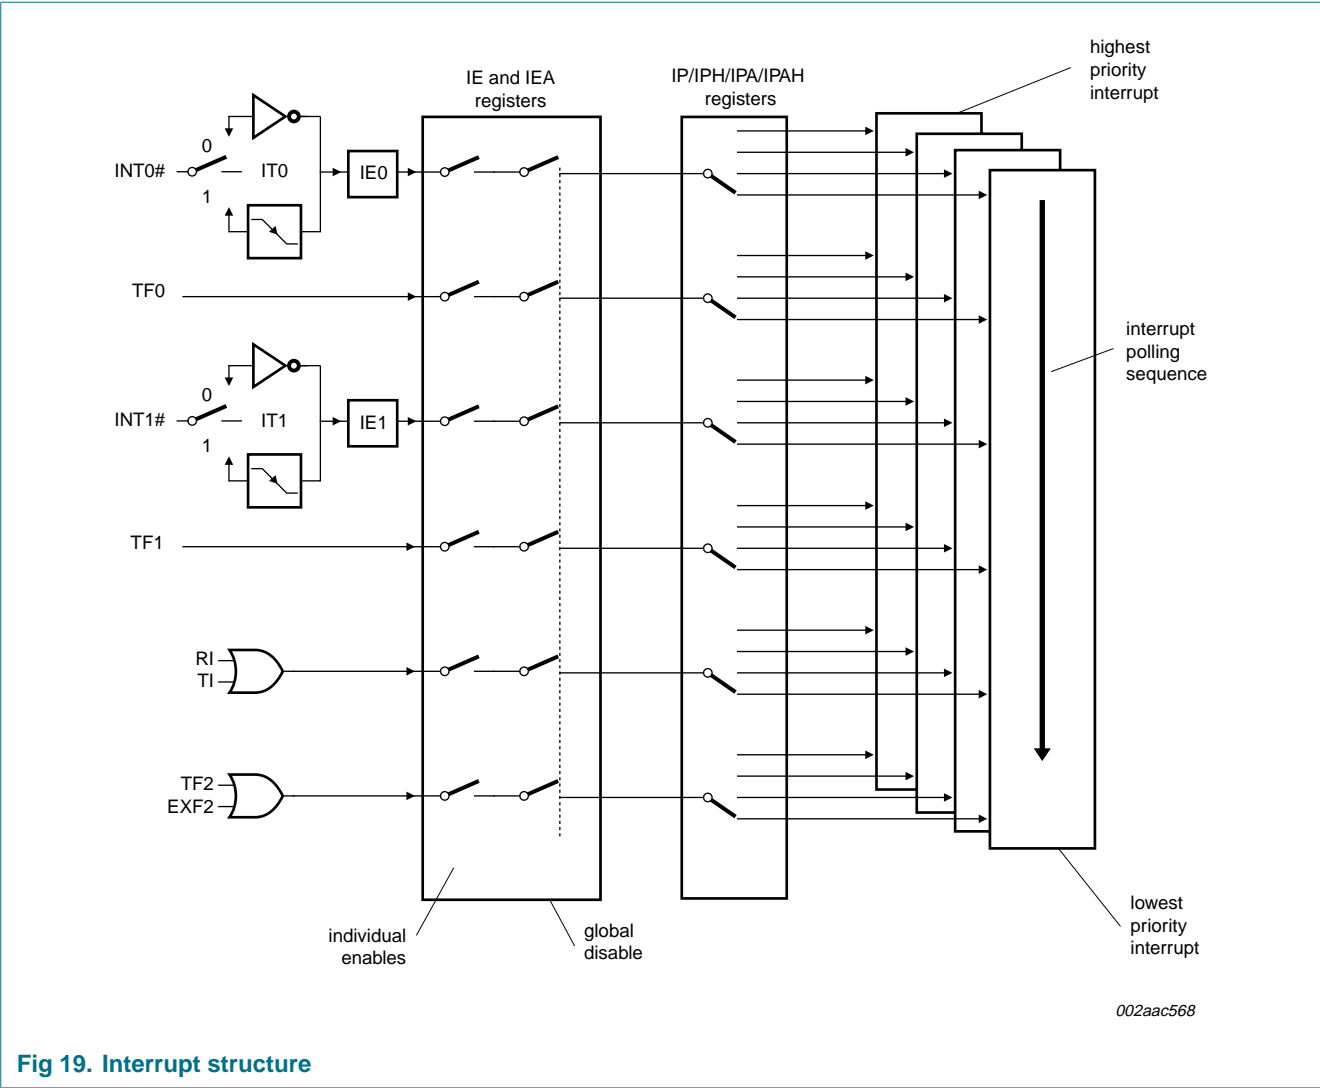 highest
priority
interrupt
IE and IEA
registers
IP/IPH/IPA/IPAH
registers
0
INT0#
IT0
IE0
1
TF0
interrupt
polling
sequence
0
INT1#
IT1
IE1
1
TF1
RI
TI
TF2
EXF2
individual
enables
global
disable
lowest
priority
interrupt
002aac568
Fig 19. Interrupt structure